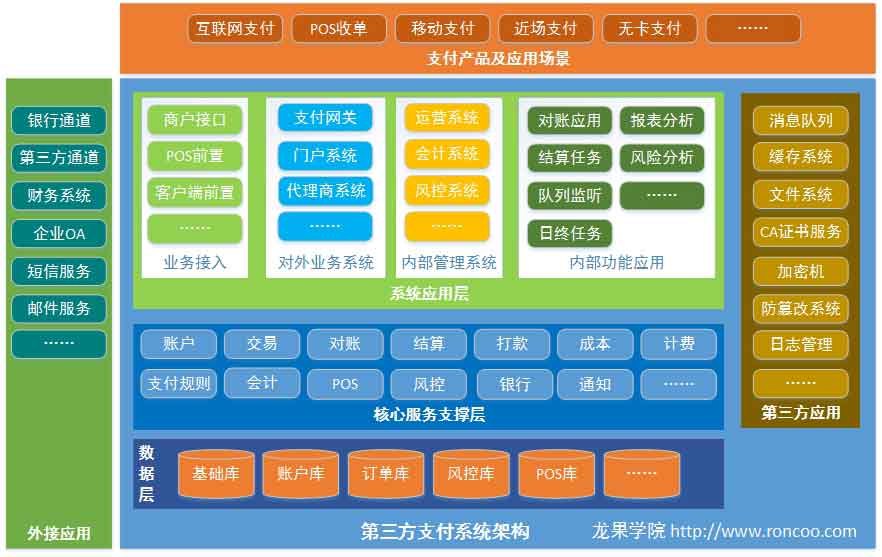 互联网支付 POS收单 移动支付 近场支付 无卡支付 ……
支付产品及应用场景
银行通道
第三方通道
财务系统
企业OA
短信服务
邮件服务
……
外接应用
商户接口
POS前置
客户端前置
……
业务接入
支付网关
门户系统
代理商系统
……
对外业务系统
运营系统
会计系统
风控系统
……
内部管理系统
对账应用 报表分析
结算任务 风险分析
队列监听 ……
日终任务
内部功能应用
系统应用层
账户 交易 对账 结算 打款 成本 计费
支付规则 会计 POS 风控 银行 通知 ……
核心服务支撑层
数据层
基础库 账户库 订单库 风控库 POS库 ……
消息队列
缓存系统
文件系统
CA证书服务
加密机
防篡改系统
日志管理
……
第三方应用
第三方支付系统架构 龙果学院 http://www.roncoo.com